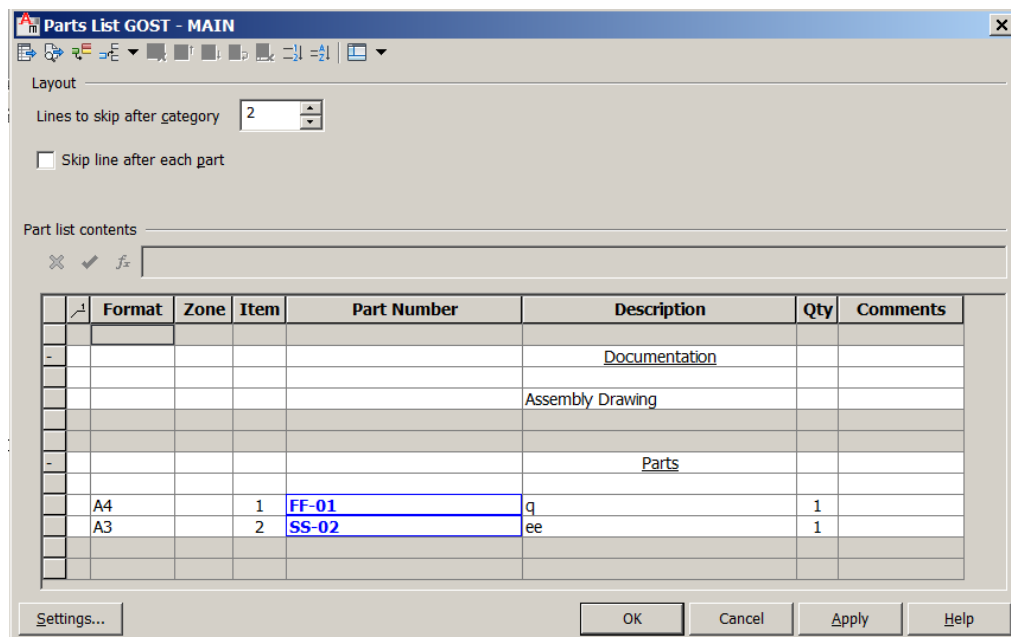 Parts List GOST - MAIN
Layout
Lines to skip after category 2
Skip line after each part
Part list contents
fx
Format Zone Item Part Number Description Qty Comments
- Documentation
Assembly Drawing
- Parts
A4 1 FF-01 q 1
A3 2 SS-02 ee 1
Settings... OK Cancel Apply Help